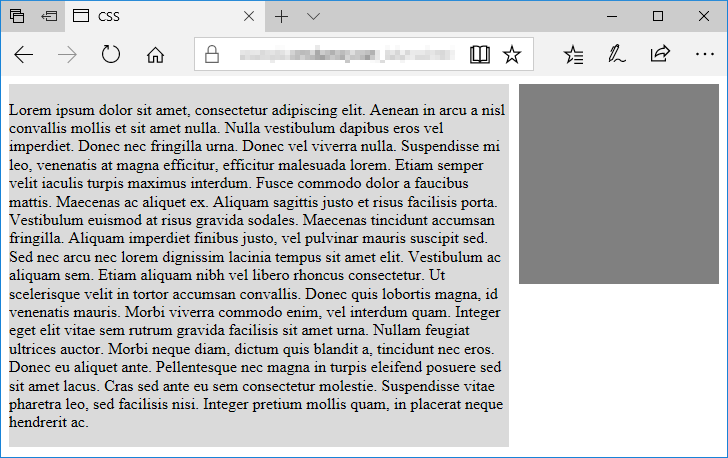 CSS
Lorem ipsum dolor sit amet, consectetur adipiscing elit. Aenean in arcu a nisl
convallis mollis et sit amet nulla. Nulla vestibulum dapibus eros vel
imperdiet. Donec nec fringilla urna. Donec vel viverra nulla. Suspendisse mi
leo, venenatis at magna efficitur, efficitur malesuada lorem. Etiam semper
velit iaculis turpis maximus interdum. Fusce commodo dolor a faucibus
mattis. Maecenas ac aliquet ex. Aliquam sagittis justo et risus facilisis porta.
Vestibulum euismod at risus gravida sodales. Maecenas tincidunt accumsan
fringilla. Aliquam imperdiet finibus justo, vel pulvinar mauris suscipit sed.
Sed nec arcu nec lorem dignissim lacinia tempus sit amet elit. Vestibulum ac
aliquam sem. Etiam aliquam nibh vel libero rhoncus consectetur. Ut
scelerisque velit in tortor accumsan convallis. Donec quis lobortis magna, id
venenatis mauris. Morbi viverra commodo enim, vel interdum quam. Integer
eget elit vitae sem rutrum gravida facilisis sit amet urna. Nullam feugiat
ultrices auctor. Morbi neque diam, dictum quis blandit a, tincidunt nec eros.
Donec eu aliquet ante. Pellentesque nec magna in turpis eleifend posuere sed
sit amet lacus. Cras sed ante eu sem consectetur molestie. Suspendisse vitae
pharetra leo, sed facilisis nisi. Integer pretium mollis quam, in placerat neque
hendrerit ac.